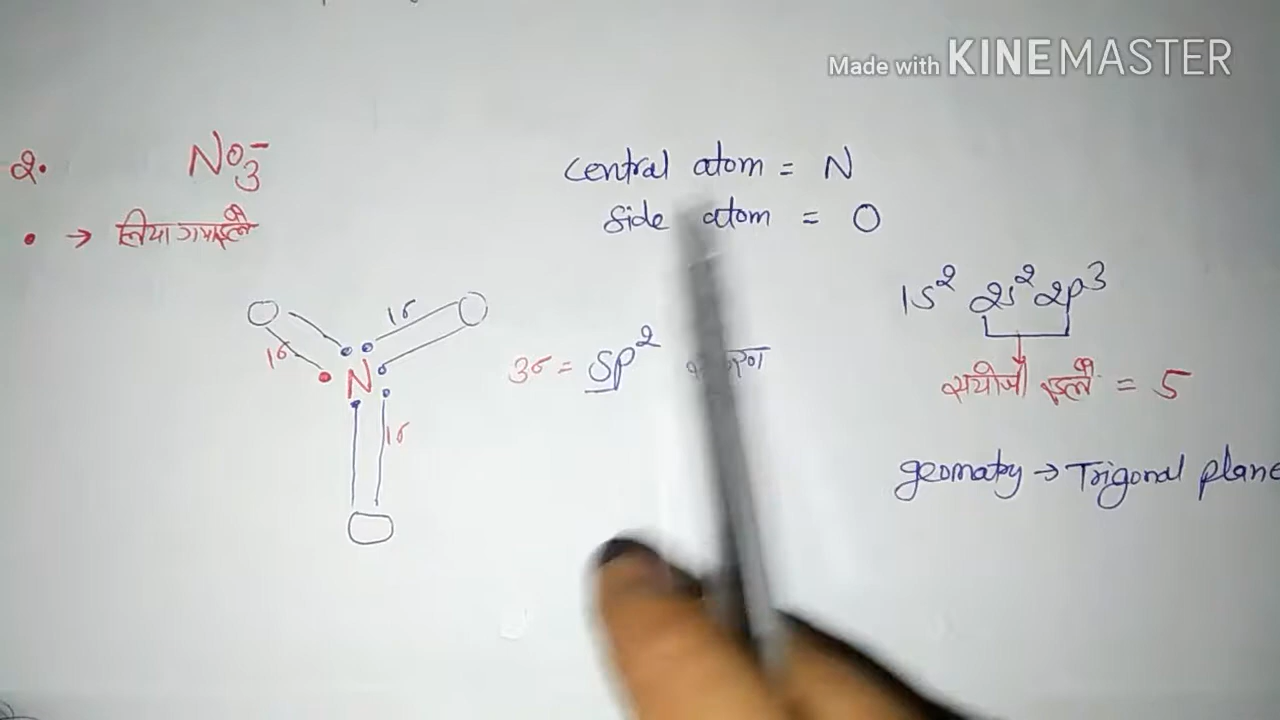 Made with KINEMASTER
2. NO3-
• → लिया गया इलै
central atom = N
side atom = O
1s² 2s² 2p³
1σ
1σ
N
1σ
3σ = sp²
संयोजी इलै. = 5
geomatry → Trigonal plane